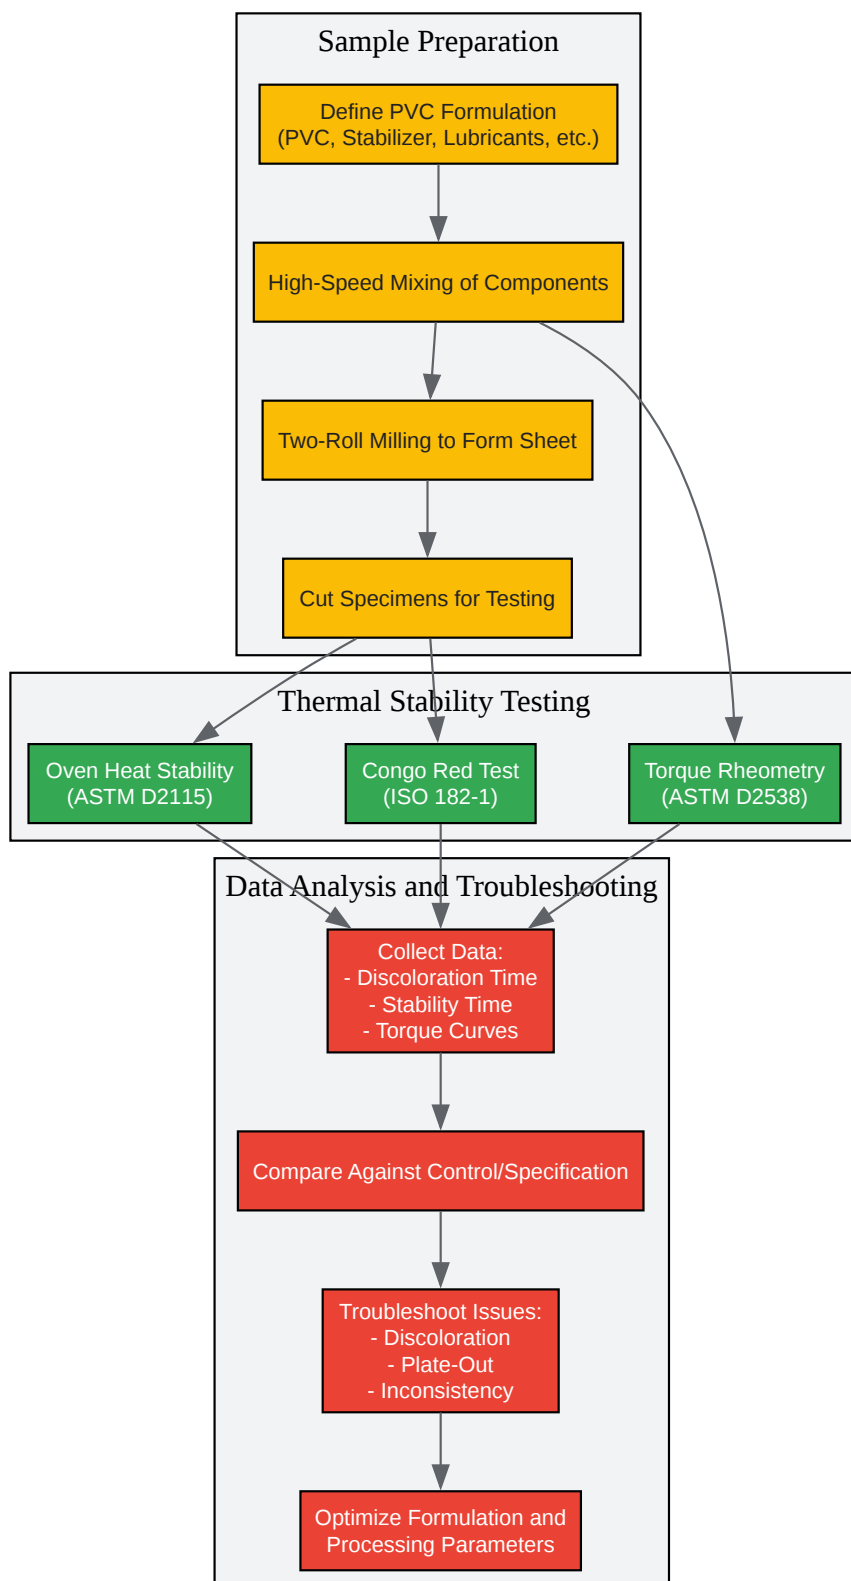 Sample Preparation
Define PVC Formulation
(PVC, Stabilizer, Lubricants, etc.)
High-Speed Mixing of Components
Two-Roll Milling to Form Sheet
Cut Specimens for Testing
Thermal Stability Testing
Oven Heat Stability
(ASTM D2115)
Congo Red Test
(ISO 182-1)
Torque Rheometry
(ASTM D2538)
Data Analysis and Troubleshooting
Collect Data:
- Discoloration Time
- Stability Time
- Torque Curves
Compare Against Control/Specification
Troubleshoot Issues:
- Discoloration
- Plate-Out
- Inconsistency
Optimize Formulation and
Processing Parameters